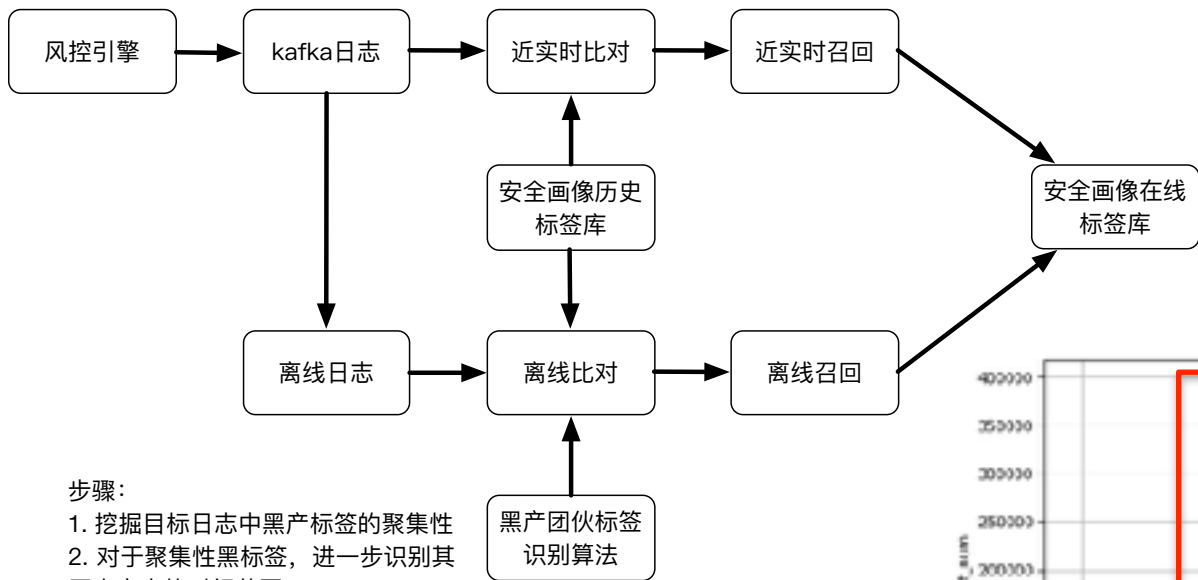 风控引擎
kafka日志
近实时比对
近实时召回
安全画像历史
标签库
安全画像在线
标签库
离线日志
离线比对
离线召回
黑产团伙标签
识别算法
步骤：
1. 挖掘目标日志中黑产标签的聚集性
2. 对于聚集性黑标签，进一步识别其
400000
350000
300000
250000
200000